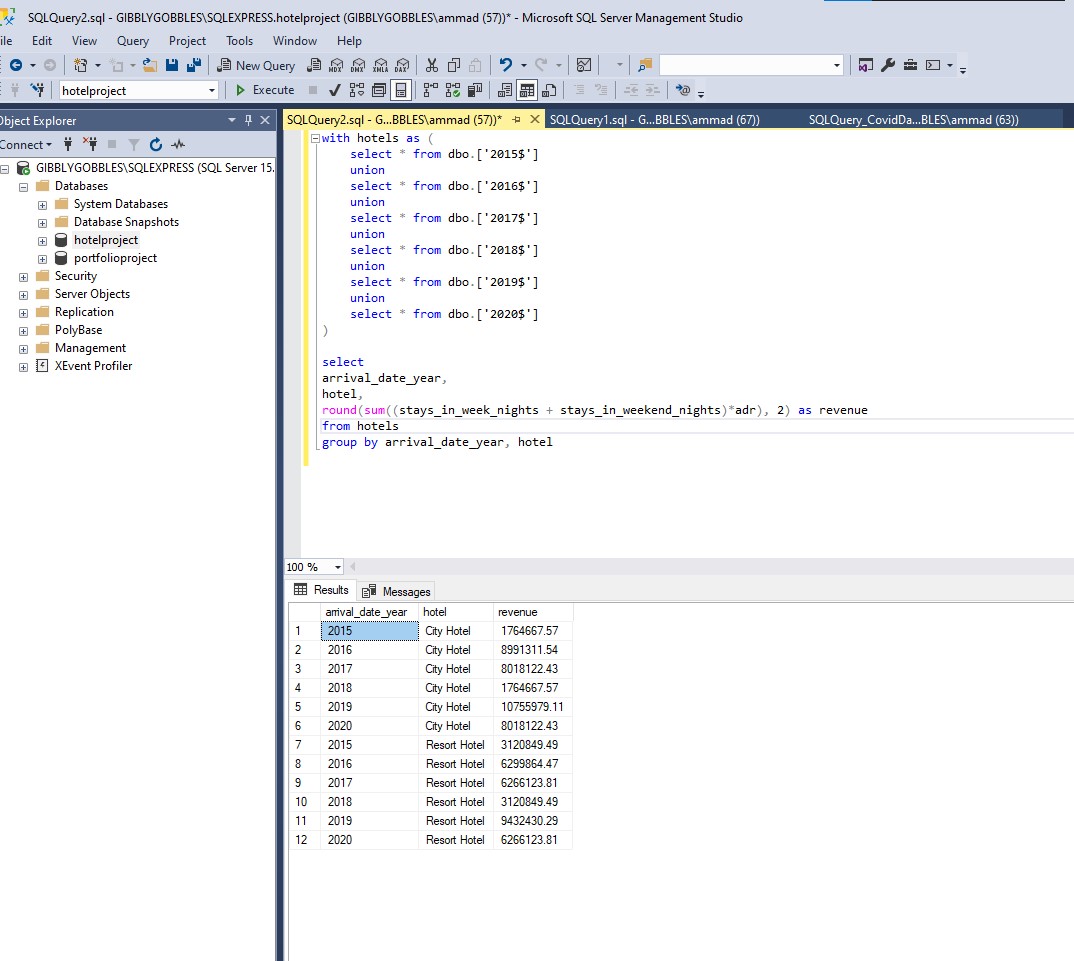 SQLQuery2.sql - GIBBLYGOBBLES\SQLEXPRESS.hotelproject (GIBBLYGOBBLES\ammad (57))* - Microsoft SQL Server Management Studio
ile Edit View Query Project Tools Window Help
New Query MDX DMX XMLA DAX
hotelproject Execute
Object Explorer
SQLQuery2.sql - G...BBLES\ammad (57))* SQLQuery1.sql - G...BBLES\ammad (67)) SQLQuery_CovidDa...BLES\ammad (63))
Connect
GIBBLYGOBBLES\SQLEXPRESS (SQL Server 15.
Databases
System Databases
Database Snapshots
hotelproject
portfolioproject
Security
Server Objects
Replication
PolyBase
Management
XEvent Profiler
with hotels as (
select * from dbo.['2015$']
union
select * from dbo.['2016$']
union
select * from dbo.['2017$']
union
select * from dbo.['2018$']
union
select * from dbo.['2019$']
union
select * from dbo.['2020$']
)
select
arrival_date_year,
hotel,
round(sum((stays_in_week_nights + stays_in_weekend_nights)*adr), 2) as revenue
from hotels
group by arrival_date_year, hotel
100 %
Results Messages
arrival_date_year hotel revenue
1 2015 City Hotel 1764667.57
2 2016 City Hotel 8991311.54
3 2017 City Hotel 8018122.43
4 2018 City Hotel 1764667.57
5 2019 City Hotel 10755979.11
6 2020 City Hotel 8018122.43
7 2015 Resort Hotel 3120849.49
8 2016 Resort Hotel 6299864.47
9 2017 Resort Hotel 6266123.81
10 2018 Resort Hotel 3120849.49
11 2019 Resort Hotel 9432430.29
12 2020 Resort Hotel 6266123.81